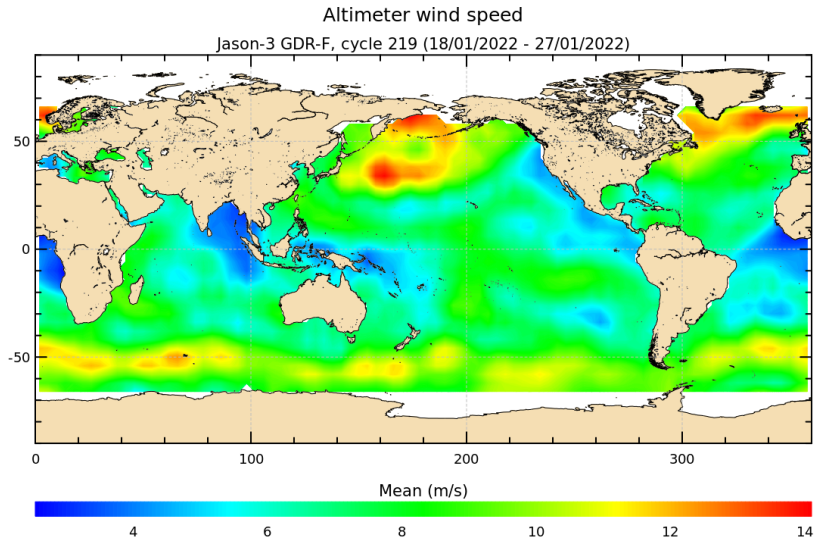 Altimeter wind speed
Jason-3 GDR-F, cycle 219 (18/01/2022 - 27/01/2022)
50
0
-50
0 100 200 300
Mean (m/s)
4 6 8 10 12 14